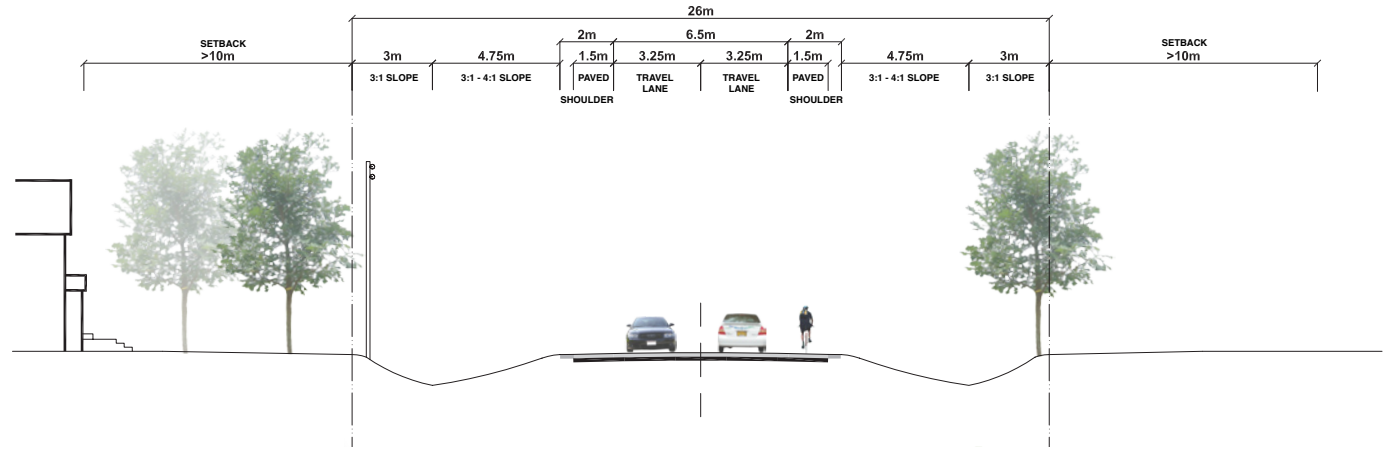 26m
2m 6.5m 2m
SETBACK
>10m 3m 4.75m 1.5m 3.25m 3.25m 1.5m 4.75m 3m
SETBACK
>10m
3:1 SLOPE 3:1 - 4:1 SLOPE PAVED TRAVEL TRAVEL PAVED 3:1 - 4:1 SLOPE 3:1 SLOPE
LANE LANE
SHOULDER SHOULDER